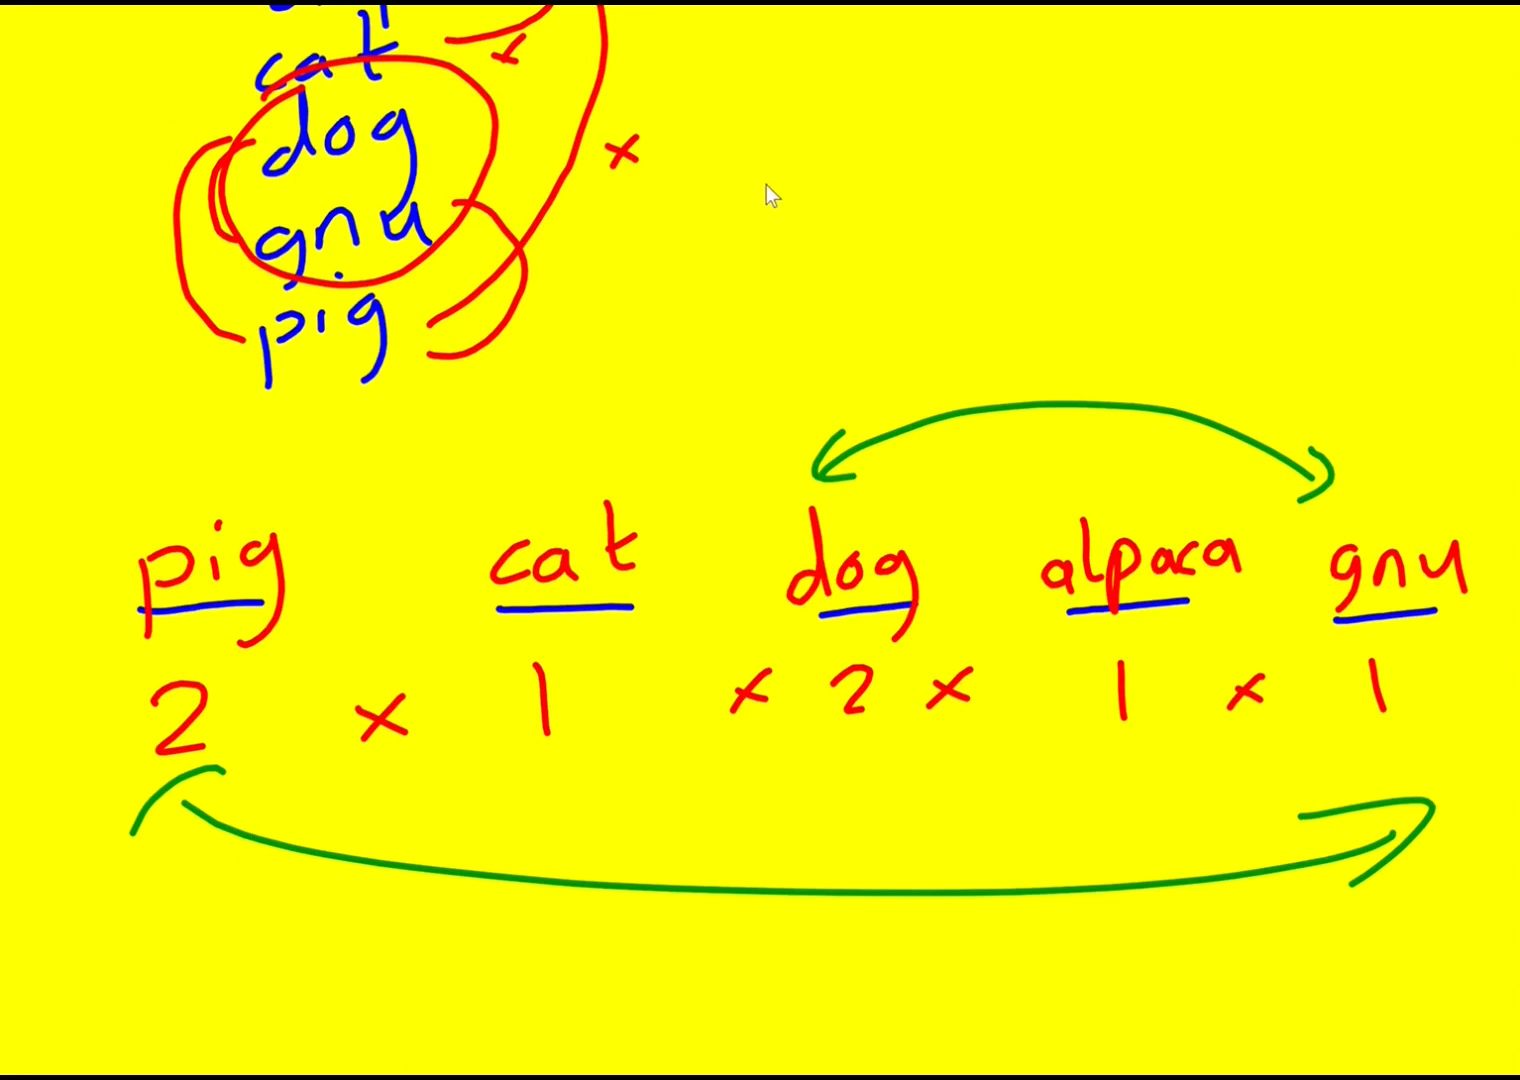 cat
dog
gnu
pig
x
pig cat dog alpaca gnu
2 x 1 x 2 x 1 x 1